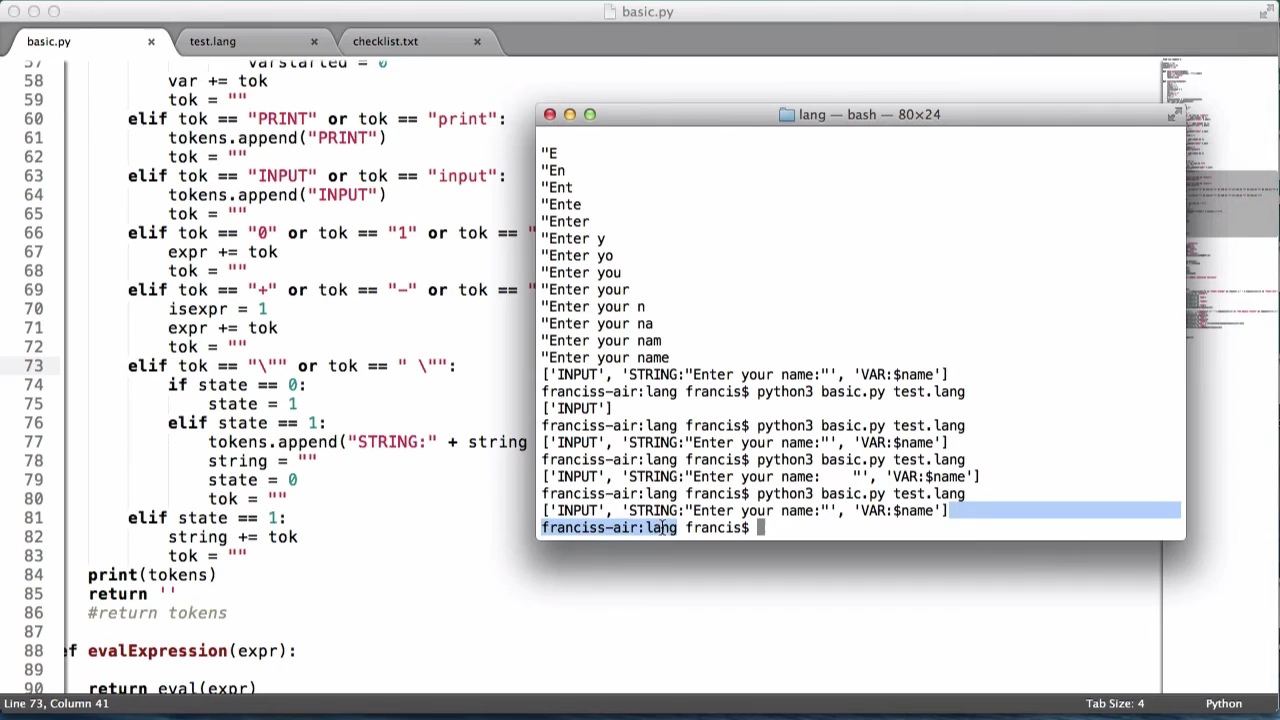 basic.py
basic.py × test.lang × checklist.txt ×
57 varstarted = 0
58 var += tok
59 tok = ""
60 elif tok == "PRINT" or tok == "print":
61 tokens.append("PRINT")
62 tok = ""
63 elif tok == "INPUT" or tok == "input":
64 tokens.append("INPUT")
65 tok = ""
66 elif tok == "0" or tok == "1" or tok == "
67 expr += tok
68 tok = ""
69 elif tok == "+" or tok == "-" or tok == "
70 isexpr = 1
71 expr += tok
72 tok = ""
73 elif tok == "\"" or tok == " \"":
74 if state == 0:
75 state = 1
76 elif state == 1:
77 tokens.append("STRING:" + string
78 string = ""
79 state = 0
80 tok = ""
81 elif state == 1:
82 string += tok
83 tok = ""
84 print(tokens)
85 return ''
86 #return tokens
87
88 ef evalExpression(expr):
89
90 return eval(expr)
lang — bash — 80×24
"E
"En
"Ent
"Ente
"Enter
"Enter y
"Enter yo
"Enter you
"Enter your
"Enter your n
"Enter your na
"Enter your nam
"Enter your name
['INPUT', 'STRING:"Enter your name:"', 'VAR:$name']
franciss-air:lang francis$ python3 basic.py test.lang
['INPUT']
franciss-air:lang francis$ python3 basic.py test.lang
['INPUT', 'STRING:"Enter your name:"', 'VAR:$name']
franciss-air:lang francis$ python3 basic.py test.lang
['INPUT', 'STRING:"Enter your name:    "', 'VAR:$name']
franciss-air:lang francis$ python3 basic.py test.lang
['INPUT', 'STRING:"Enter your name:"', 'VAR:$name']
franciss-air:lang francis$
Line 73, Column 41 Tab Size: 4 Python